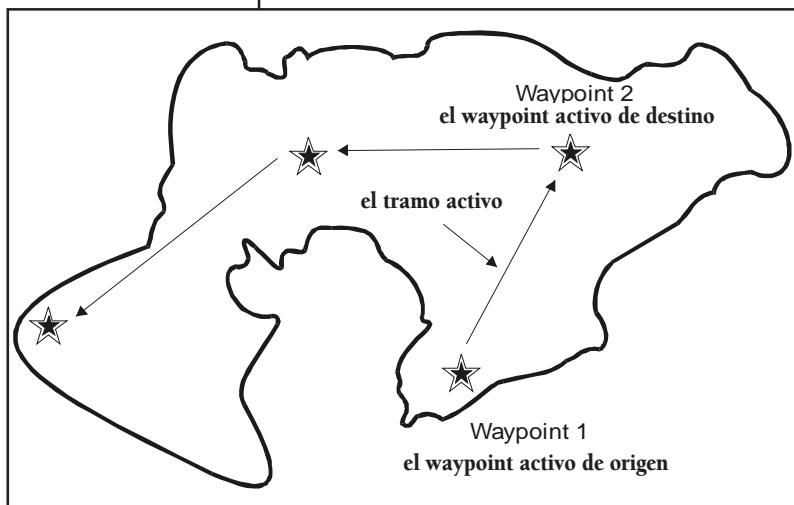 Waypoint 2
el waypoint activo de destino
el tramo activo
Waypoint 1
el waypoint activo de origen